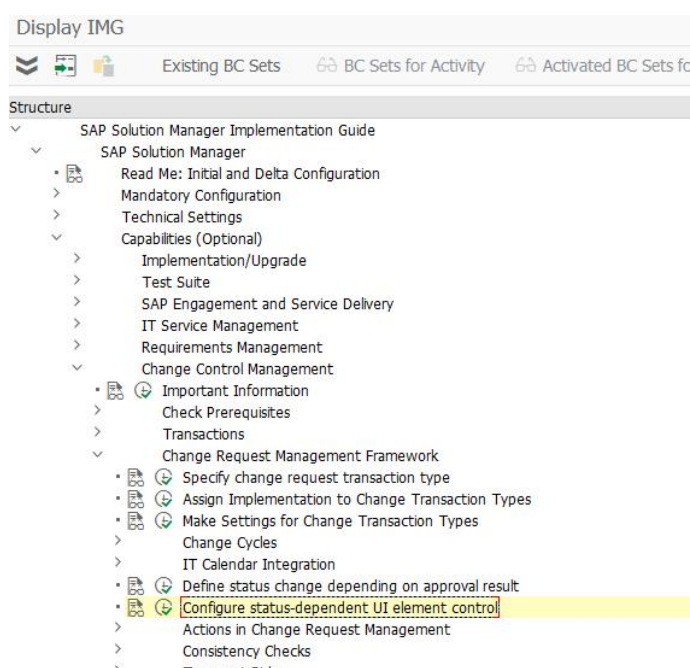 Display IMG
Existing BC Sets BC Sets for Activity Activated BC Sets fo
Structure
SAP Solution Manager Implementation Guide
SAP Solution Manager
Read Me: Initial and Delta Configuration
Mandatory Configuration
Technical Settings
Capabilities (Optional)
Implementation/Upgrade
Test Suite
SAP Engagement and Service Delivery
IT Service Management
Requirements Management
Change Control Management
Important Information
Check Prerequisites
Transactions
Change Request Management Framework
Specify change request transaction type
Assign Implementation to Change Transaction Types
Make Settings for Change Transaction Types
Change Cycles
IT Calendar Integration
Define status change depending on approval result
Configure status-dependent UI element control
Actions in Change Request Management
Consistency Checks